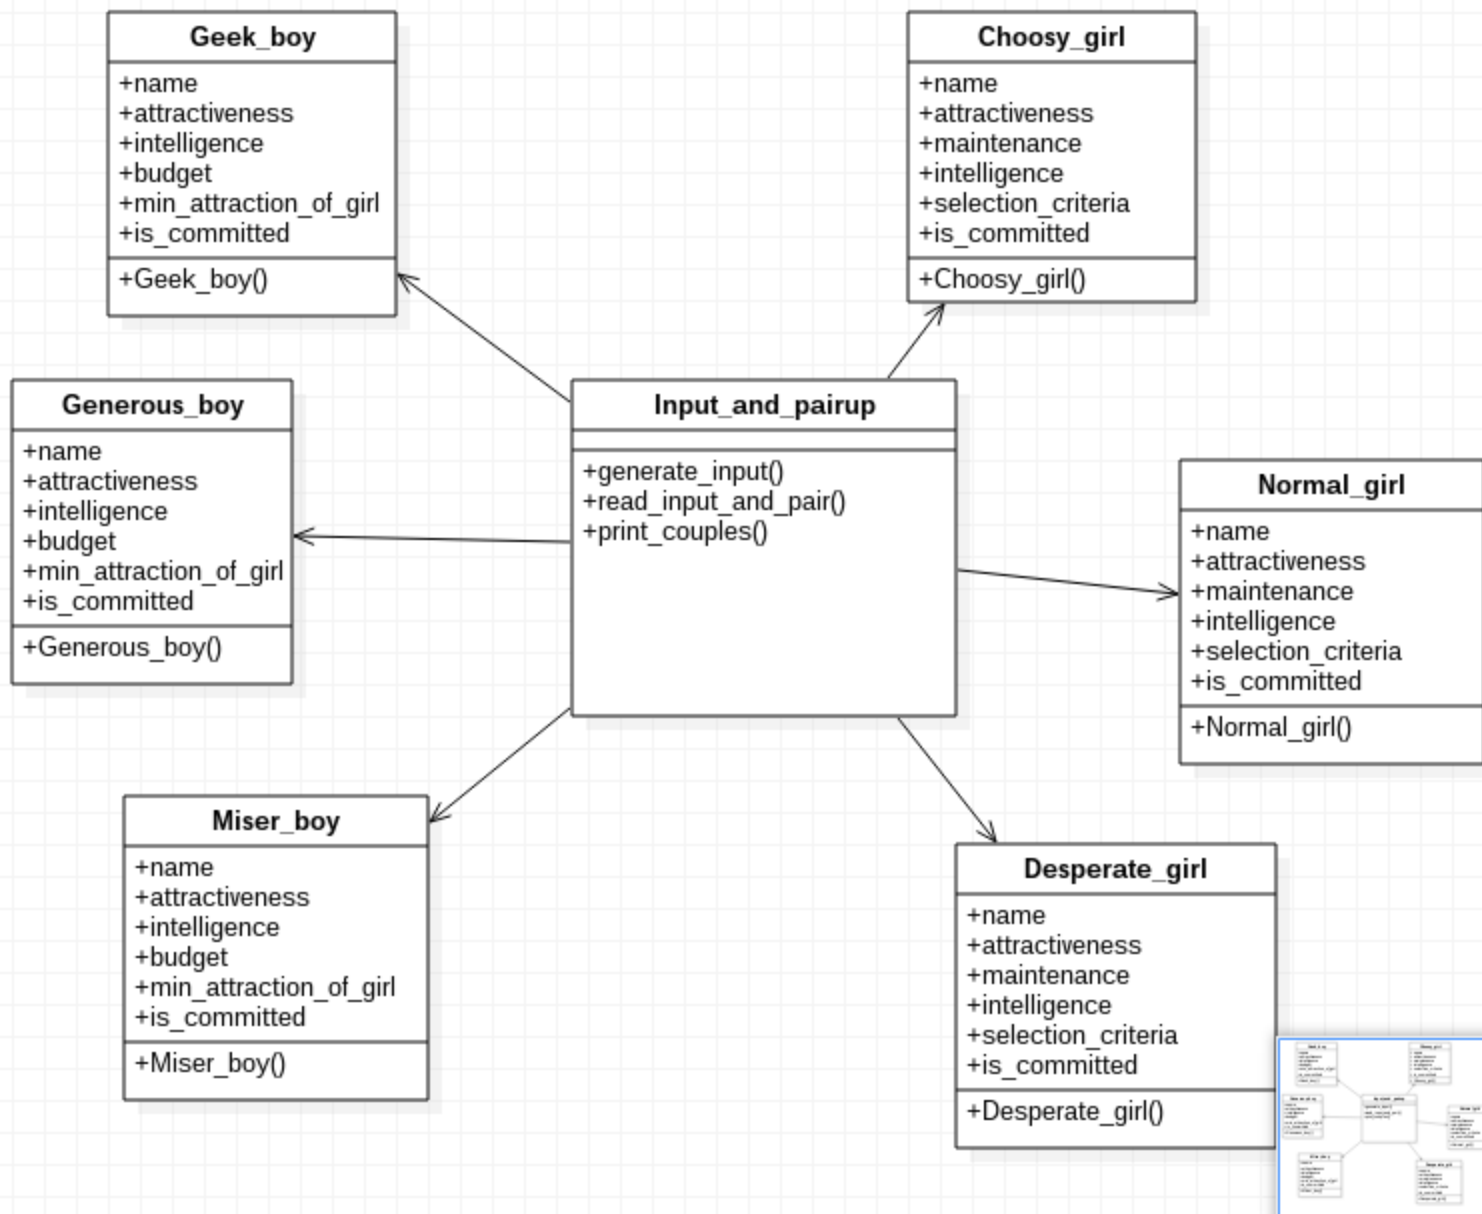 Geek_boy
+name
+attractiveness
+intelligence
+budget
+min_attraction_of_girl
+is_committed
+Geek_boy()
Choosy_girl
+name
+attractiveness
+maintenance
+intelligence
+selection_criteria
+is_committed
+Choosy_girl()
Generous_boy
+name
+attractiveness
+intelligence
+budget
+min_attraction_of_girl
+is_committed
+Generous_boy()
Input_and_pairup
+generate_input()
+read_input_and_pair()
+print_couples()
Normal_girl
+name
+attractiveness
+maintenance
+intelligence
+selection_criteria
+is_committed
+Normal_girl()
Miser_boy
+name
+attractiveness
+intelligence
+budget
+min_attraction_of_girl
+is_committed
+Miser_boy()
Desperate_girl
+name
+attractiveness
+maintenance
+intelligence
+selection_criteria
+is_committed
+Desperate_girl()